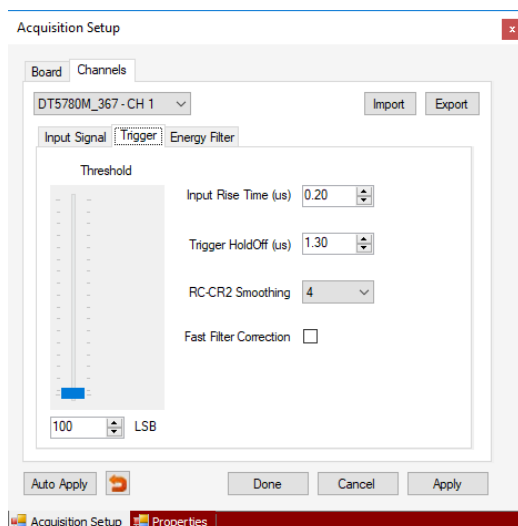 Acquisition Setup
x
Board Channels
DT5780M_367 - CH 1 Import Export
Input Signal Trigger Energy Filter
Threshold
Input Rise Time (us) 0.20
Trigger HoldOff (us) 1.30
RC-CR2 Smoothing 4
Fast Filter Correction
100 LSB
Auto Apply Done Cancel Apply
Acquisition Setup Properties